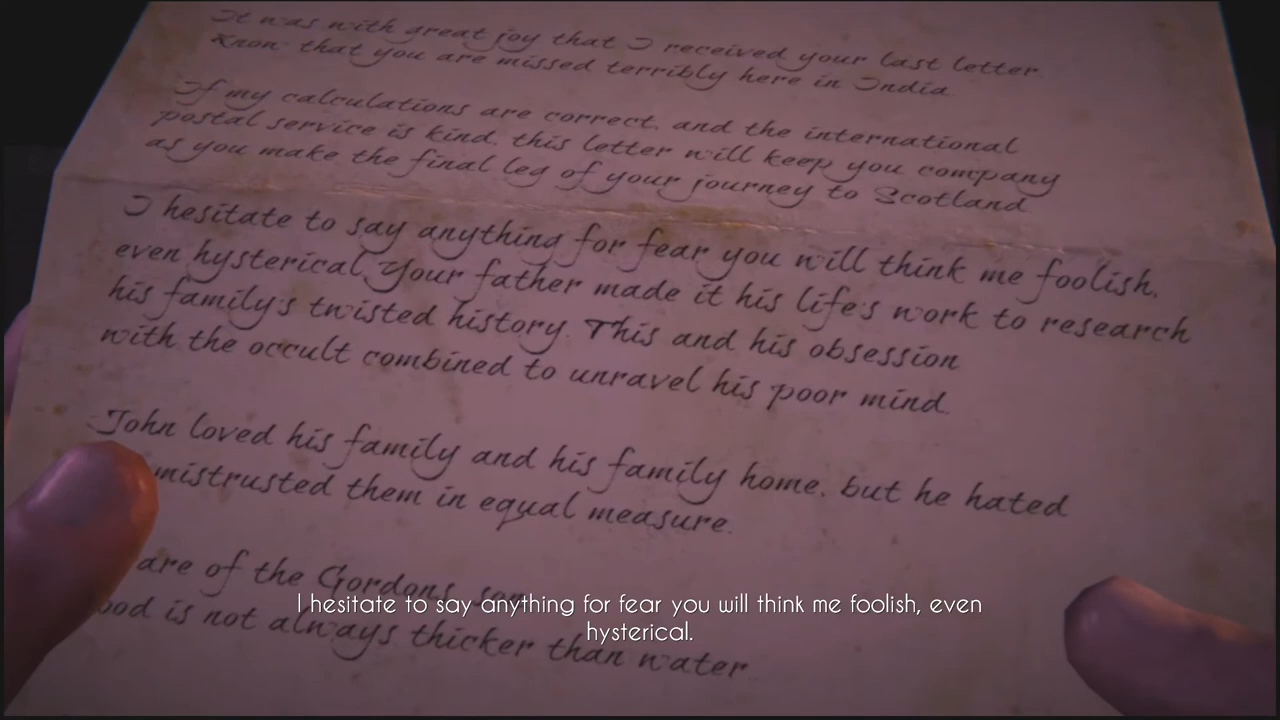 It was with great joy that I received your last letter
Know that you are missed terribly here in India
If my calculations are correct, and the international
postal service is kind, this letter will keep you company
as you make the final leg of your journey to Scotland
I hesitate to say anything for fear you will think me foolish,
even hysterical. Your father made it his life's work to research
his family's twisted history. This and his obsession
with the occult combined to unravel his poor mind.
John loved his family and his family home, but he hated
mistrusted them in equal measure.
are of the Gordons, son
ood is not always thicker than water
I hesitate to say anything for fear you will think me foolish, even
hysterical.